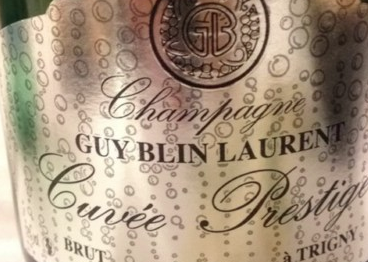 GB
Champagne
GUY BLIN LAURENT
Cuvée Prestige
BRUT à TRIGNY